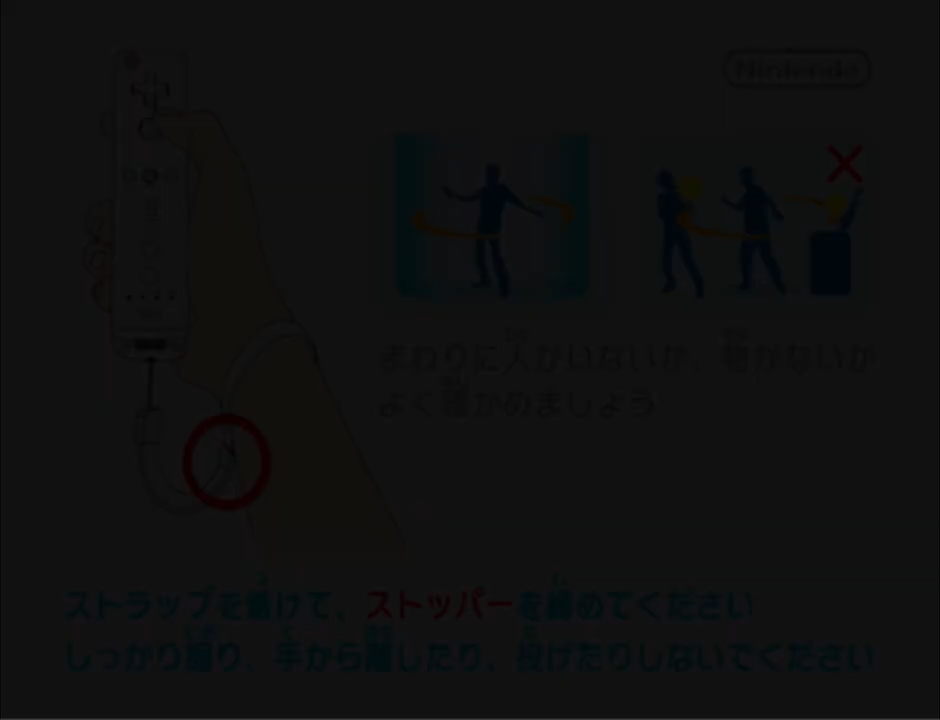 Nintendo
まわりに人がいないか、物がないか
よく確かめましょう
ストラップを着けて、ストッパーを締めてください
しっかり握り、手から離したり、投げたりしないでください